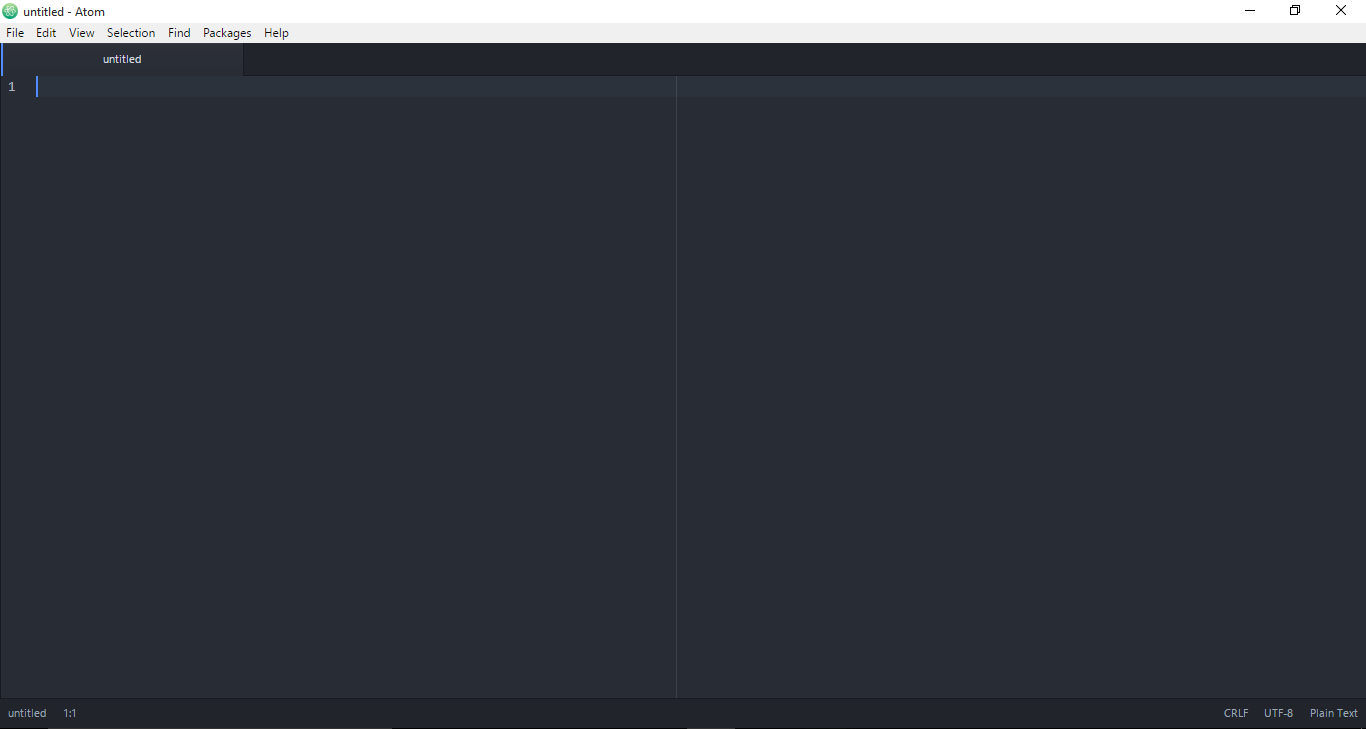 untitled - Atom
File Edit View Selection Find Packages Help
untitled
1
untitled 1:1 CRLF UTF-8 Plain Text